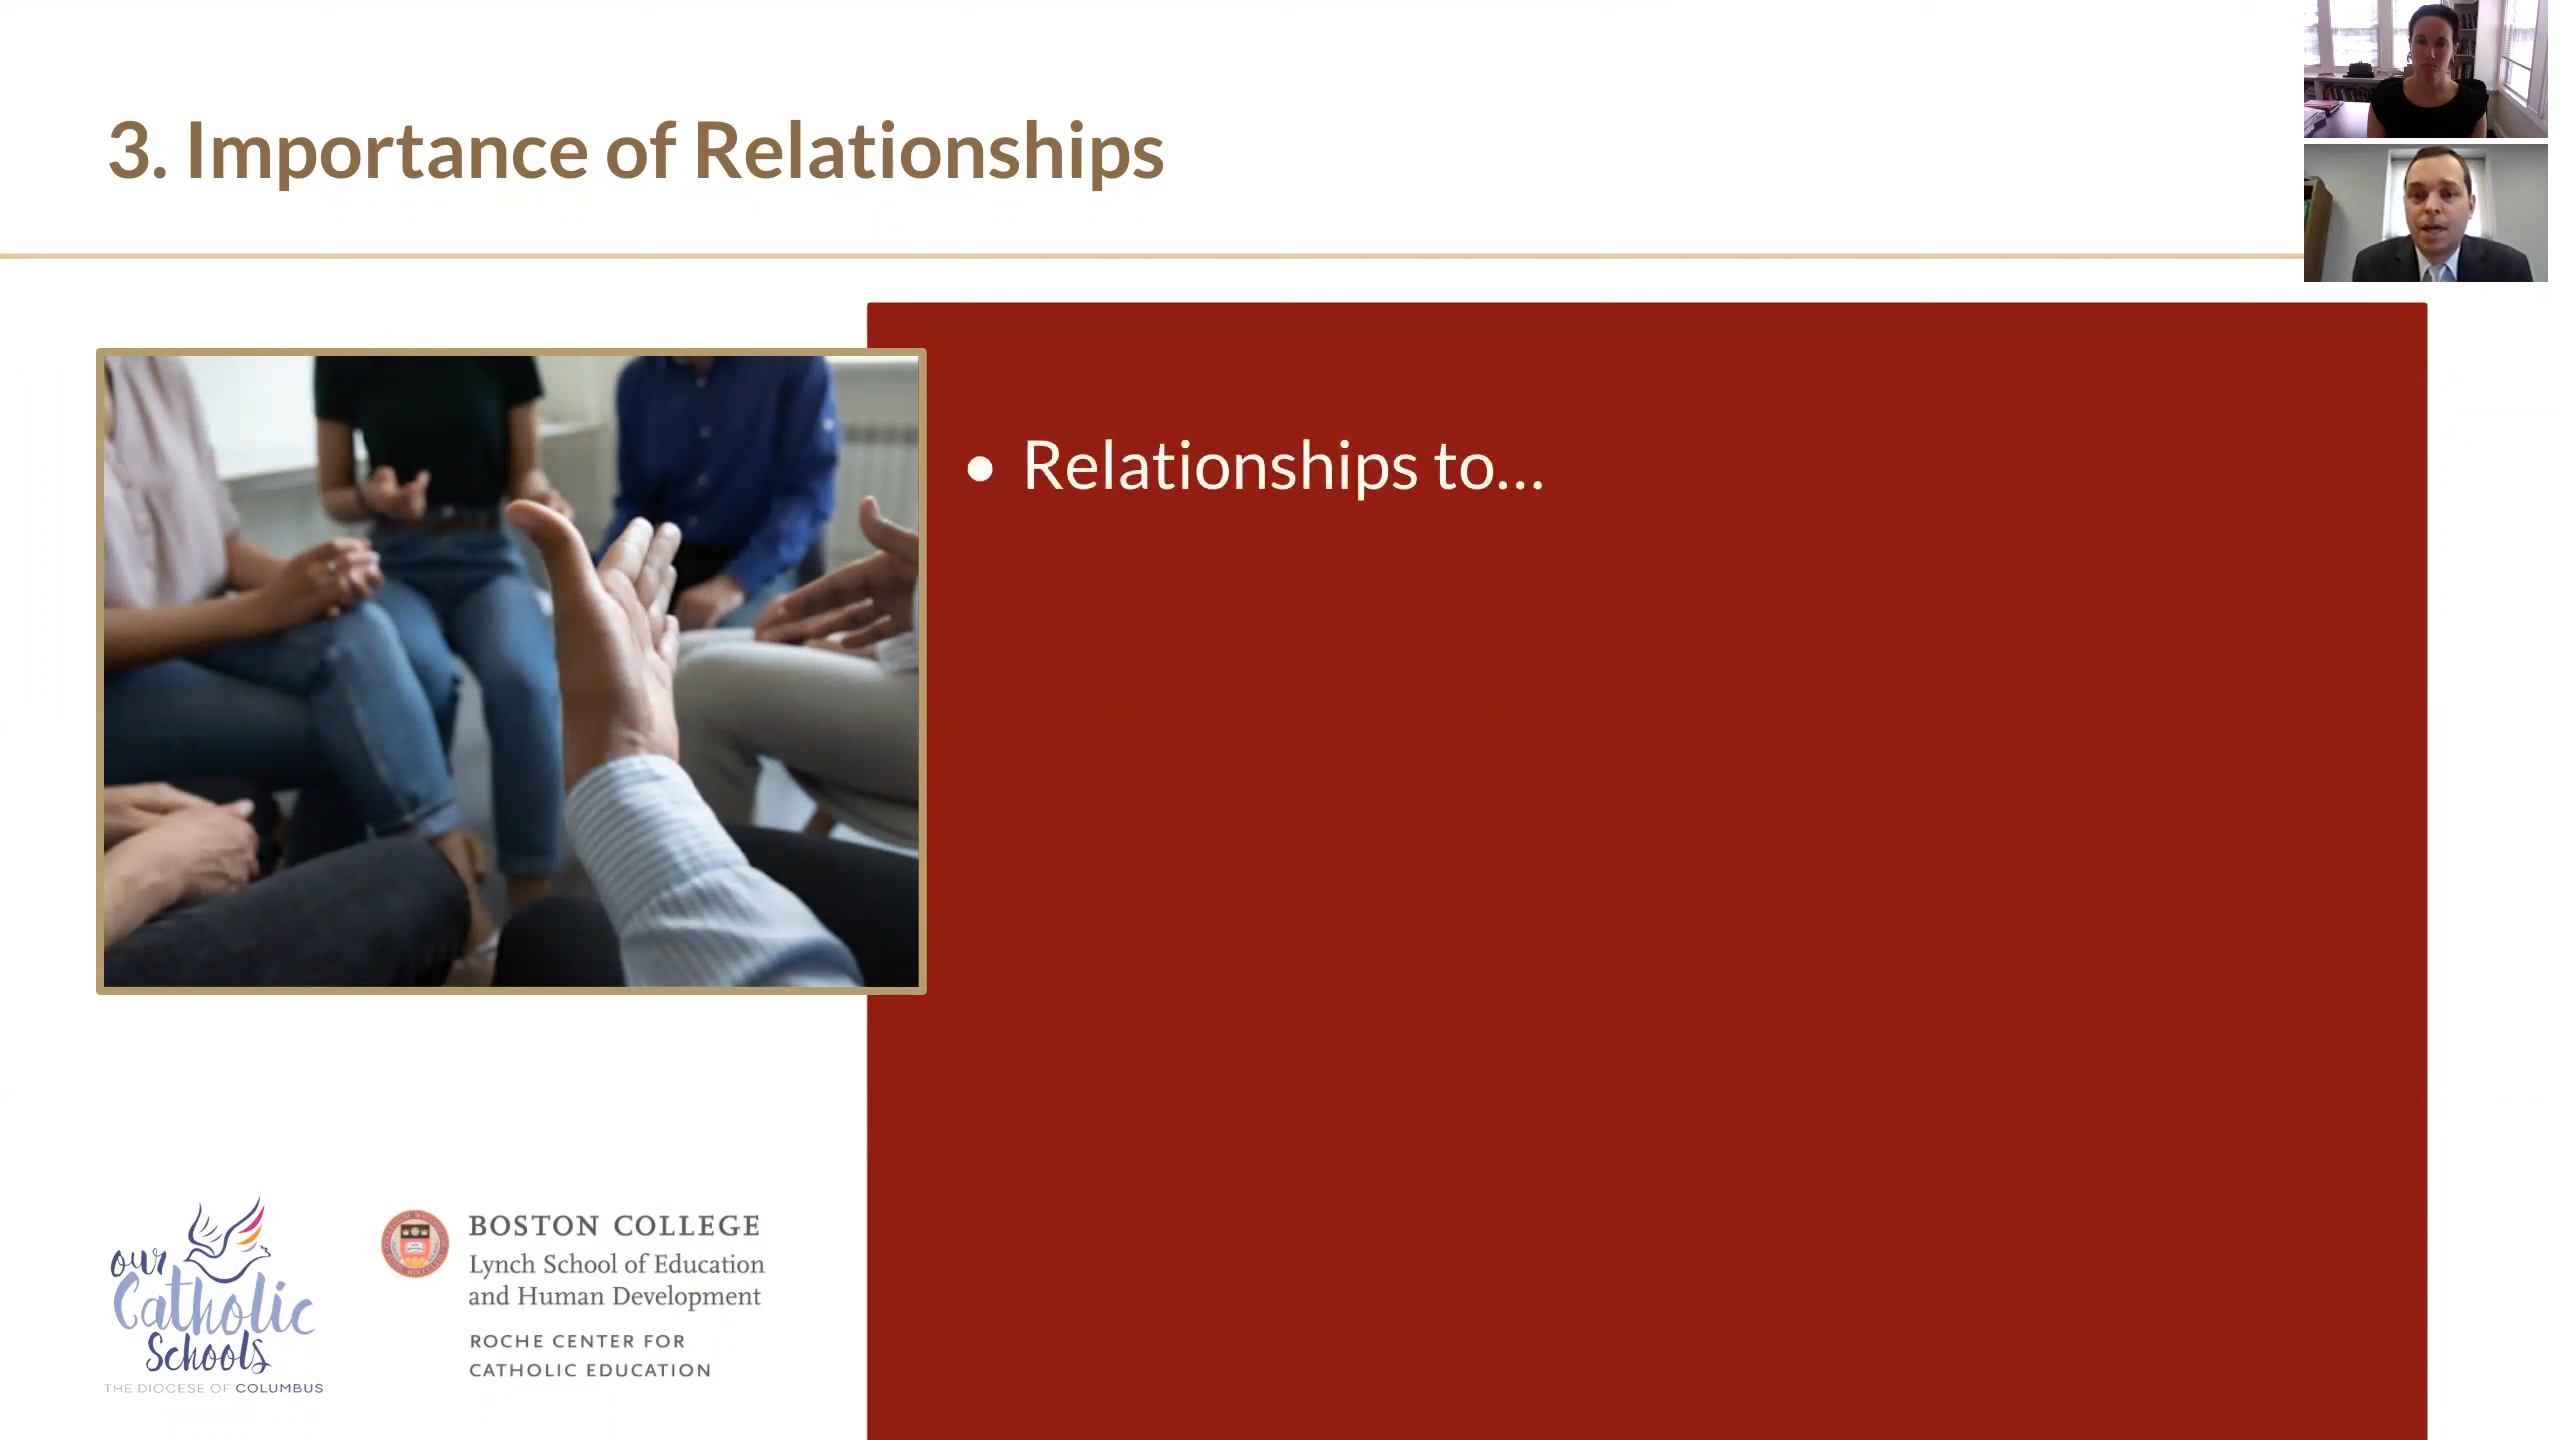 3. Importance of Relationships
• Relationships to...
our
Catholic
Schools
THE DIOCESE OF COLUMBUS
BOSTON COLLEGE
Lynch School of Education
and Human Development
ROCHE CENTER FOR
CATHOLIC EDUCATION